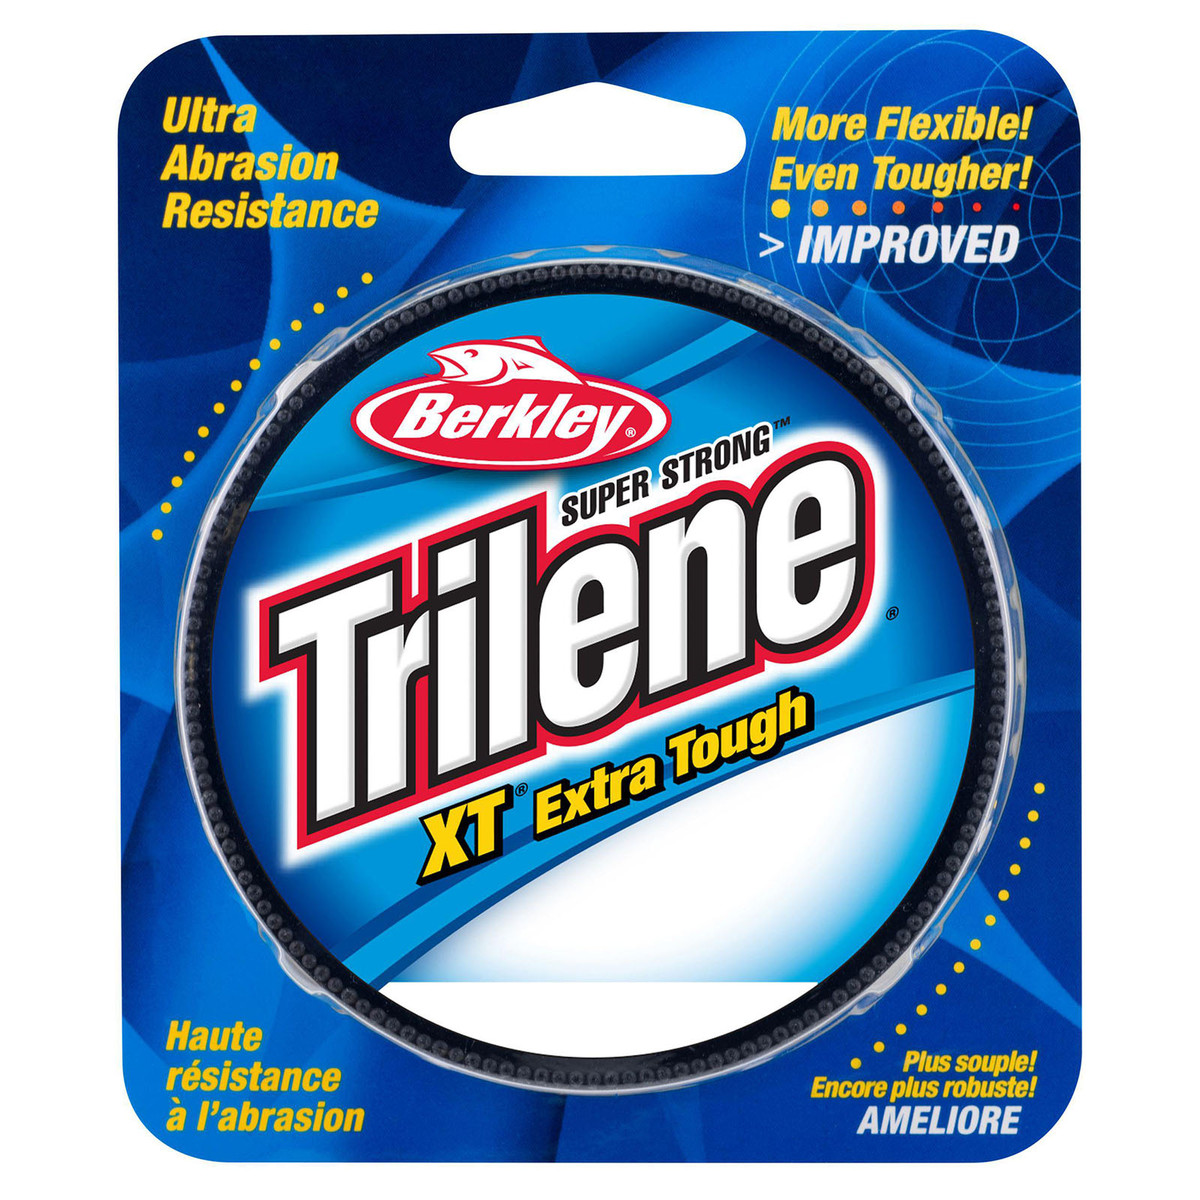 Ultra
Abrasion
Resistance
More Flexible!
Even Tougher!
> IMPROVED
Berkley®
SUPER STRONG™
Trilene®
XT® Extra Tough
Haute
résistance
à l'abrasion
Plus souple!
Encore plus robuste!
AMELIORE